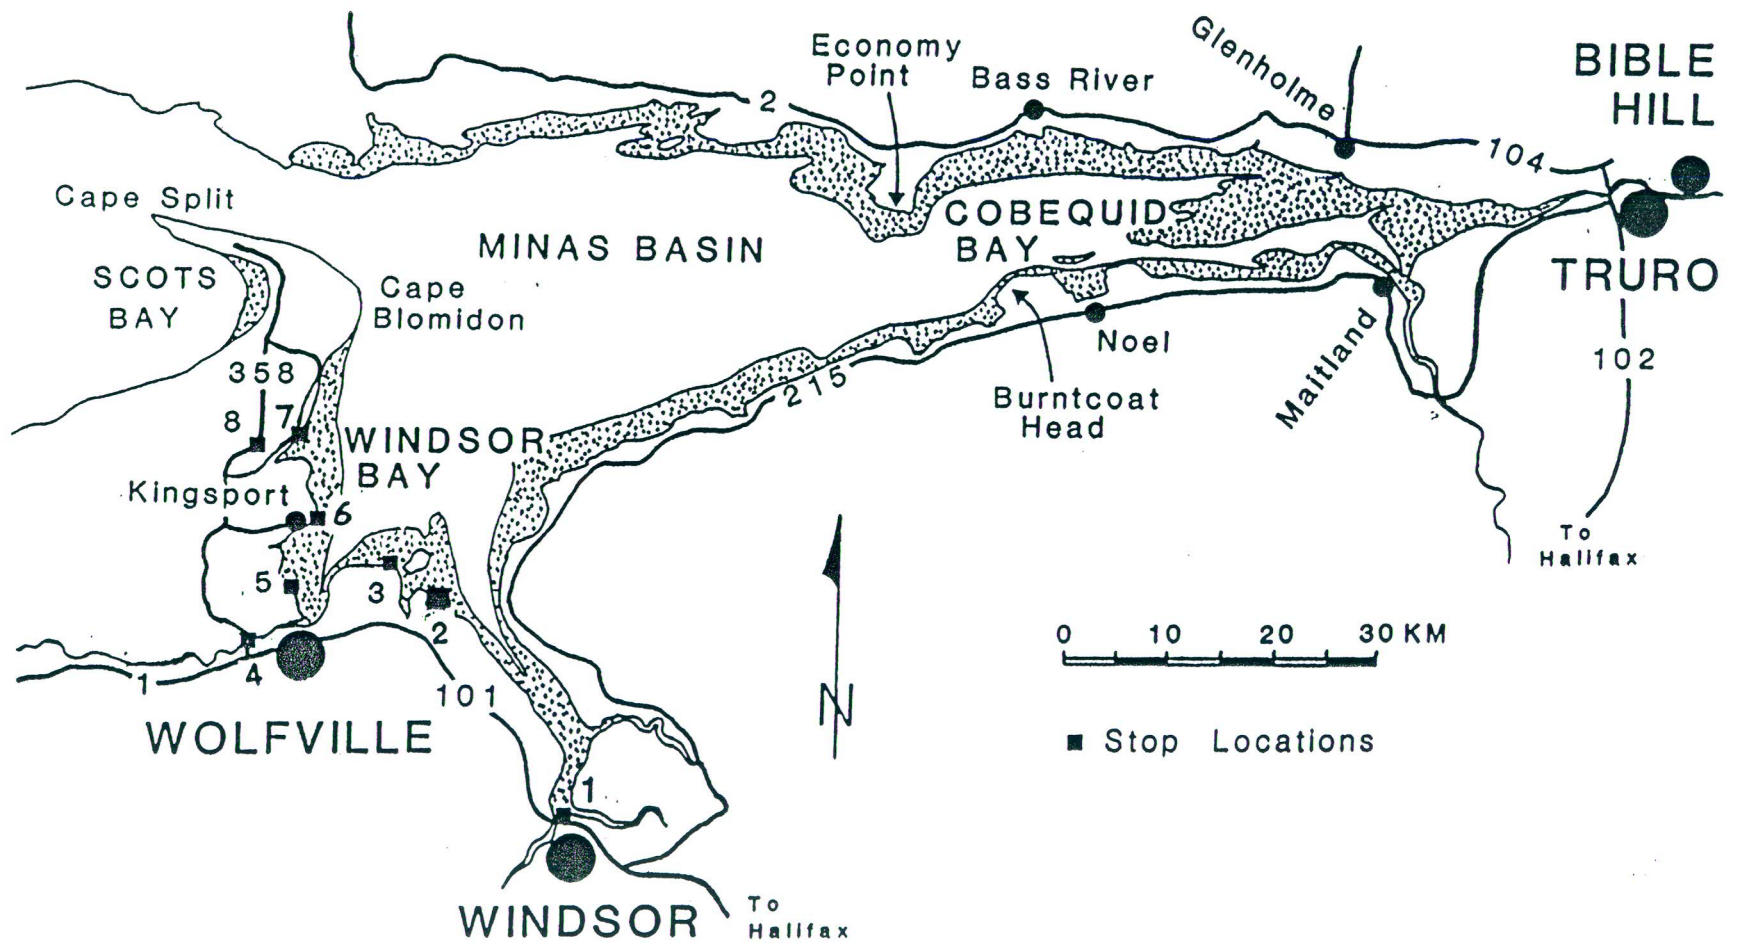 Economy
Point
Bass River
Glenholme
BIBLE
HILL
2
104
Cape Split
COBEQUID
BAY
MINAS BASIN
SCOTS
BAY
Cape
Blomidon
TRURO
Noel
Maitland
102
358
215
Burntcoat
Head
8
7
WINDSOR
BAY
Kingsport
6
To
Halifax
5
3
2
0 10 20 30 KM
4
1
101
N
WOLFVILLE
Stop Locations
1
WINDSOR
To
Halifax